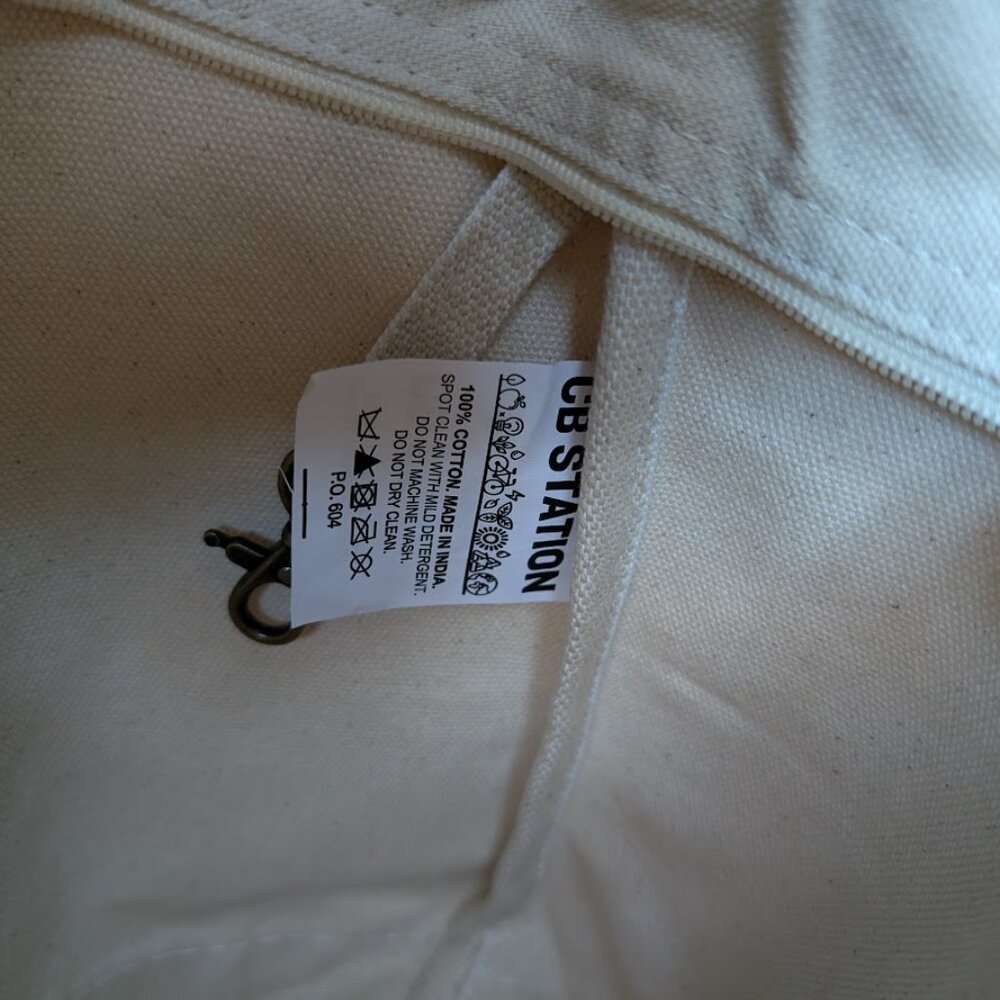 CB STATION
100% COTTON. MADE IN INDIA.
SPOT CLEAN WITH MILD DETERGENT.
DO NOT MACHINE WASH.
DO NOT DRY CLEAN.
P.O. 604